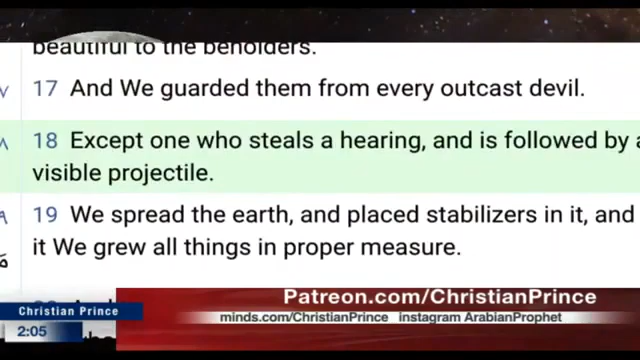 beautiful to the beholders.
17 And We guarded them from every outcast devil.
18 Except one who steals a hearing, and is followed by a
visible projectile.
19 We spread the earth, and placed stabilizers in it, and
it We grew all things in proper measure.
Christian Prince
2:05
Patreon.com/ChristianPrince
minds.com/ChristianPrince instagram ArabianProphet